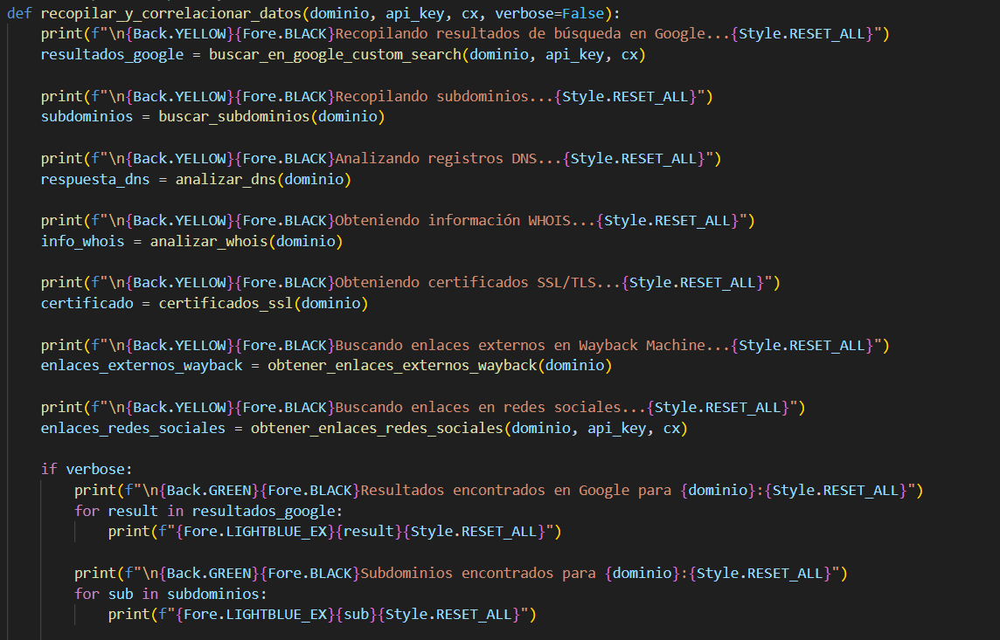 def recopilar_y_correlacionar_datos(dominio, api_key, cx, verbose=False):
    print(f"\n{Back.YELLOW}{Fore.BLACK}Recopilando resultados de búsqueda en Google...{Style.RESET_ALL}")
    resultados_google = buscar_en_google_custom_search(dominio, api_key, cx)

    print(f"\n{Back.YELLOW}{Fore.BLACK}Recopilando subdominios...{Style.RESET_ALL}")
    subdominios = buscar_subdominios(dominio)

    print(f"\n{Back.YELLOW}{Fore.BLACK}Analizando registros DNS...{Style.RESET_ALL}")
    respuesta_dns = analizar_dns(dominio)

    print(f"\n{Back.YELLOW}{Fore.BLACK}Obteniendo información WHOIS...{Style.RESET_ALL}")
    info_whois = analizar_whois(dominio)

    print(f"\n{Back.YELLOW}{Fore.BLACK}Obteniendo certificados SSL/TLS...{Style.RESET_ALL}")
    certificado = certificados_ssl(dominio)

    print(f"\n{Back.YELLOW}{Fore.BLACK}Buscando enlaces externos en Wayback Machine...{Style.RESET_ALL}")
    enlaces_externos_wayback = obtener_enlaces_externos_wayback(dominio)

    print(f"\n{Back.YELLOW}{Fore.BLACK}Buscando enlaces en redes sociales...{Style.RESET_ALL}")
    enlaces_redes_sociales = obtener_enlaces_redes_sociales(dominio, api_key, cx)

    if verbose:
        print(f"\n{Back.GREEN}{Fore.BLACK}Resultados encontrados en Google para {dominio}:{Style.RESET_ALL}")
        for result in resultados_google:
            print(f"{Fore.LIGHTBLUE_EX}{result}{Style.RESET_ALL}")

        print(f"\n{Back.GREEN}{Fore.BLACK}Subdominios encontrados para {dominio}:{Style.RESET_ALL}")
        for sub in subdominios:
            print(f"{Fore.LIGHTBLUE_EX}{sub}{Style.RESET_ALL}")